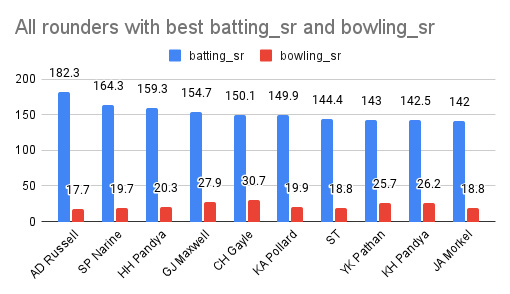 All rounders with best batting_sr and bowling_sr
batting_sr bowling_sr
200
150
100
50
0
182.3 164.3 159.3 154.7 150.1 149.9 144.4 143 142.5 142
17.7 19.7 20.3 27.9 30.7 19.9 18.8 25.7 26.2 18.8
AD Russell
SP Narine
HH Pandya
GJ Maxwell
CH Gayle
KA Pollard
ST
YK Pathan
KH Pandya
JA Morkel